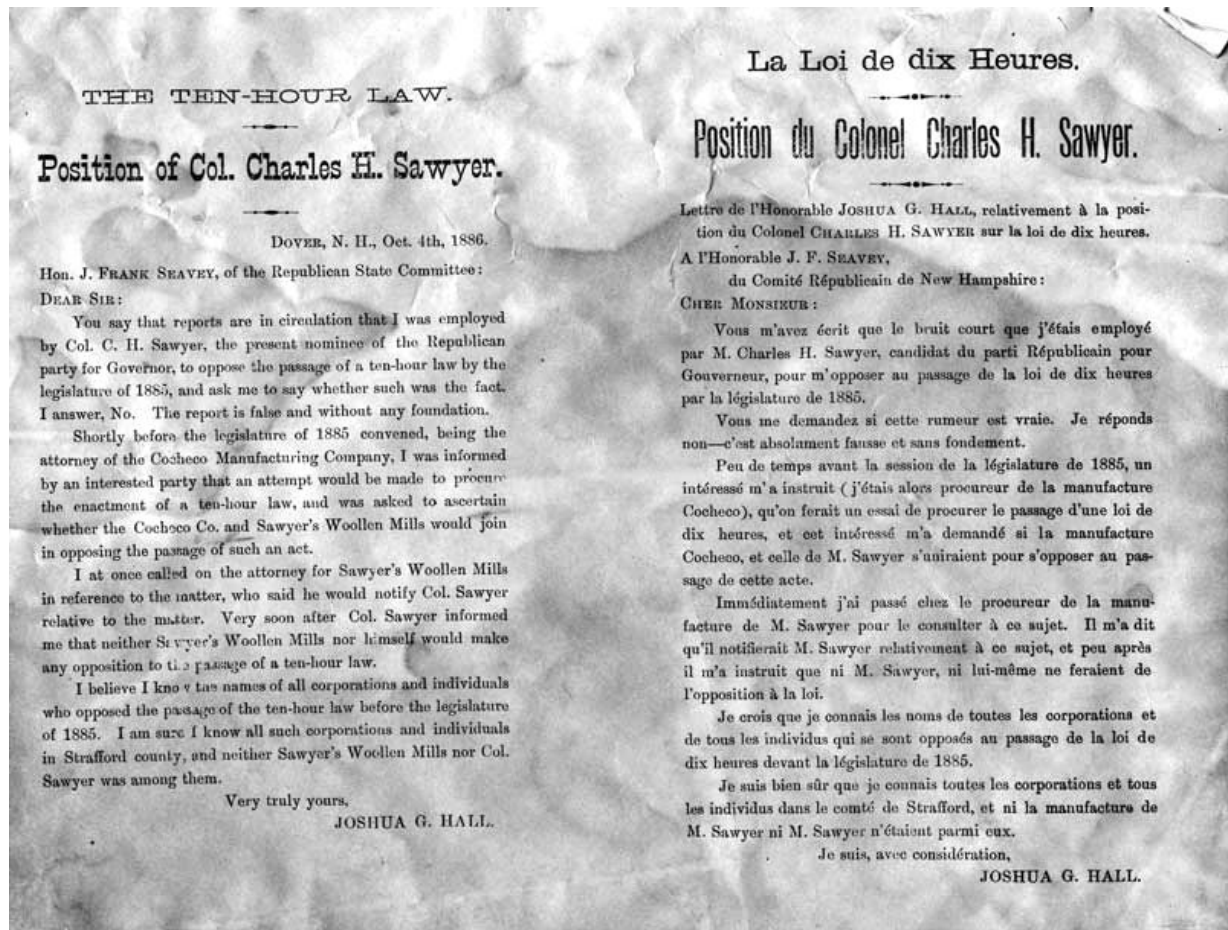 THE TEN-HOUR LAW.
Position of Col. Charles H. Sawyer.
DOVER, N. H., Oct. 4th, 1886.
Hon. J. FRANK SEAVEY, of the Republican State Committee:
DEAR SIR:
You say that reports are in circulation that I was employed
by Col. C. H. Sawyer, the present nominee of the Republican
party for Governor, to oppose the passage of a ten-hour law by the
legislature of 1885, and ask me to say whether such was the fact.
I answer, No. The report is false and without any foundation.
Shortly before the legislature of 1885 convened, being the
attorney of the Cocheco Manufacturing Company, I was informed
by an interested party that an attempt would be made to procure
the enactment of a ten-hour law, and was asked to ascertain
whether the Cocheco Co. and Sawyer's Woollen Mills would join
in opposing the passage of such an act.
I at once called on the attorney for Sawyer's Woollen Mills
in reference to the matter, who said he would notify Col. Sawyer
relative to the matter. Very soon after Col. Sawyer informed
me that neither Sawyer's Woollen Mills nor himself would make
any opposition to the passage of a ten-hour law.
I believe I know the names of all corporations and individuals
who opposed the passage of the ten-hour law before the legislature
of 1885. I am sure I know all such corporations and individuals
in Strafford county, and neither Sawyer's Woollen Mills nor Col.
Sawyer was among them.
Very truly yours,
JOSHUA G. HALL.
La Loi de dix Heures.
Position du Colonel Charles H. Sawyer.
Lettre de l'Honorable JOSHUA G. HALL, relativement à la posi-
tion du Colonel CHARLES H. SAWYER sur la loi de dix heures.
A l'Honorable J. F. SEAVEY,
du Comité Républicain de New Hampshire:
CHER MONSIEUR:
Vous m'avez écrit que le bruit court que j'étais employé
par M. Charles H. Sawyer, candidat du parti Républicain pour
Gouverneur, pour m'opposer au passage de la loi de dix heures
par la législature de 1885.
Vous me demandez si cette rumeur est vraie. Je réponds
non—c'est absolament fausse et sans fondement.
Peu de temps avant la session de la législature de 1885, un
intéressé m'a instruit (j'étais alors procureur de la manufacture
Cocheco), qu'on ferait un essai de procurer le passage d'une loi de
dix heures, et cet intéressé m'a demandé si la manufacture
Cocheco, et celle de M. Sawyer s'uniraient pour s'opposer au pas-
sage de cette acte.
Immédiatement j'ai passé chez le procureur de la manu-
facture de M. Sawyer pour le consulter à ce sujet. Il m'a dit
qu'il notifierait M. Sawyer relativement à ce sujet, et peu après
il m'a instruit que ni M. Sawyer, ni lui-même ne feraient de
l'opposition à la loi.
Je crois que je connais les noms de toutes les corporations et
de tous les individus qui se sont opposés au passage de la loi de
dix heures devant la législature de 1885.
Je suis bien sûr que je connais toutes les corporations et tous
les individus dans le comté de Strafford, et ni la manufacture de
M. Sawyer ni M. Sawyer n'étaient parmi eux.
Je suis, avec considération,
JOSHUA G. HALL.